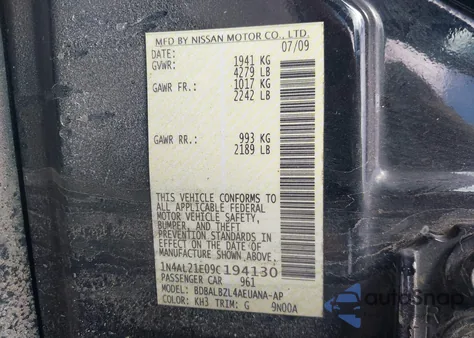 MFD BY NISSAN MOTOR CO., LTD.
DATE: 07/09
GVWR: 1941 KG
4279 LB
GAWR FR: 1017 KG
2242 LB
GAWR RR: 993 KG
2189 LB
THIS VEHICLE CONFORMS TO
ALL APPLICABLE FEDERAL
MOTOR VEHICLE SAFETY,
BUMPER, AND THEFT
PREVENTION STANDARDS IN
EFFECT ON THE DATE OF
MANUFACTURE SHOWN ABOVE.
1N4AL21E09C194130
PASSENGER CAR 961
MODEL: BDBALBZL4AEUANA-AP
COLOR: KH3 TRIM: G 9N00A
autoSnap